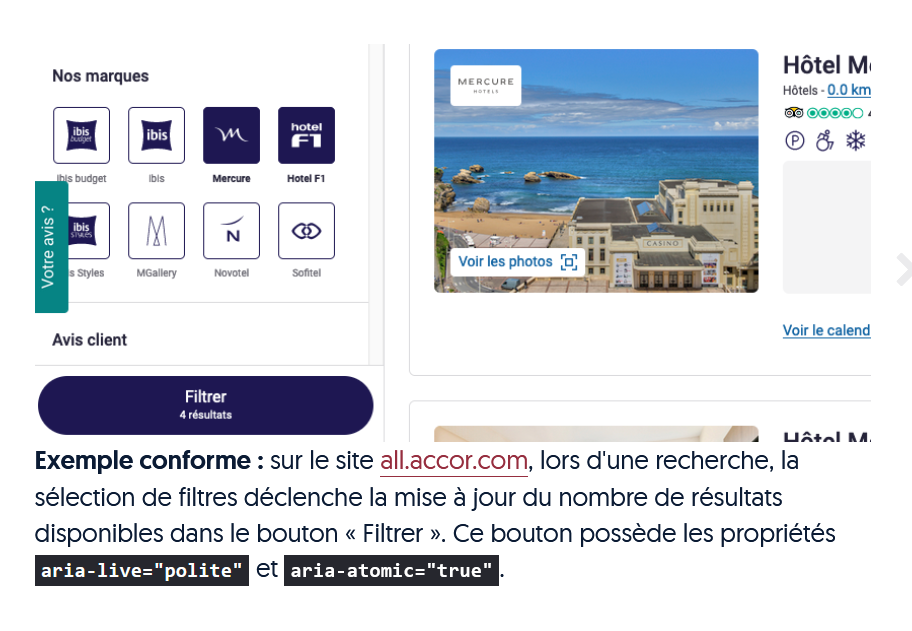 Nos marques
ibis budget
ibis
hotel F1
ibis budget
ibis
Mercure
Hotel F1
ibis STYLES
N
s Styles
MGallery
Novotel
Sofitel
Votre avis ?
Avis client
Filtrer
4 résultats
MERCURE
HOTELS
CASINO
Voir les photos
Hôtel M
Hôtels - 0.0 km
P
Voir le calend
Hôtel M
Exemple conforme : sur le site all.accor.com, lors d'une recherche, la
sélection de filtres déclenche la mise à jour du nombre de résultats
disponibles dans le bouton « Filtrer ». Ce bouton possède les propriétés
aria-live="polite" et aria-atomic="true".